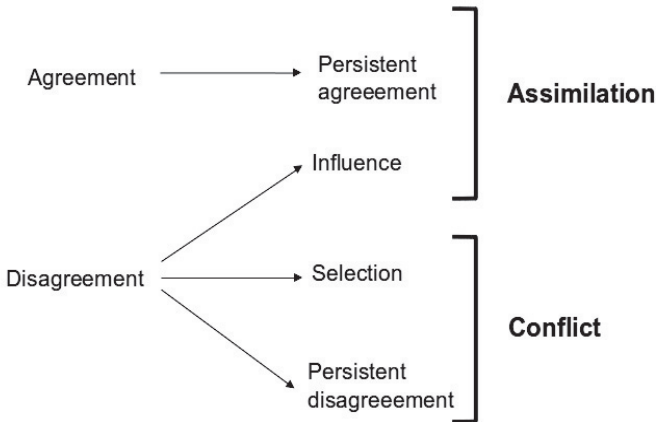 Agreement
Persistent
agreeement
Assimilation
Influence
Disagreement
Selection
Conflict
Persistent
disagreeement